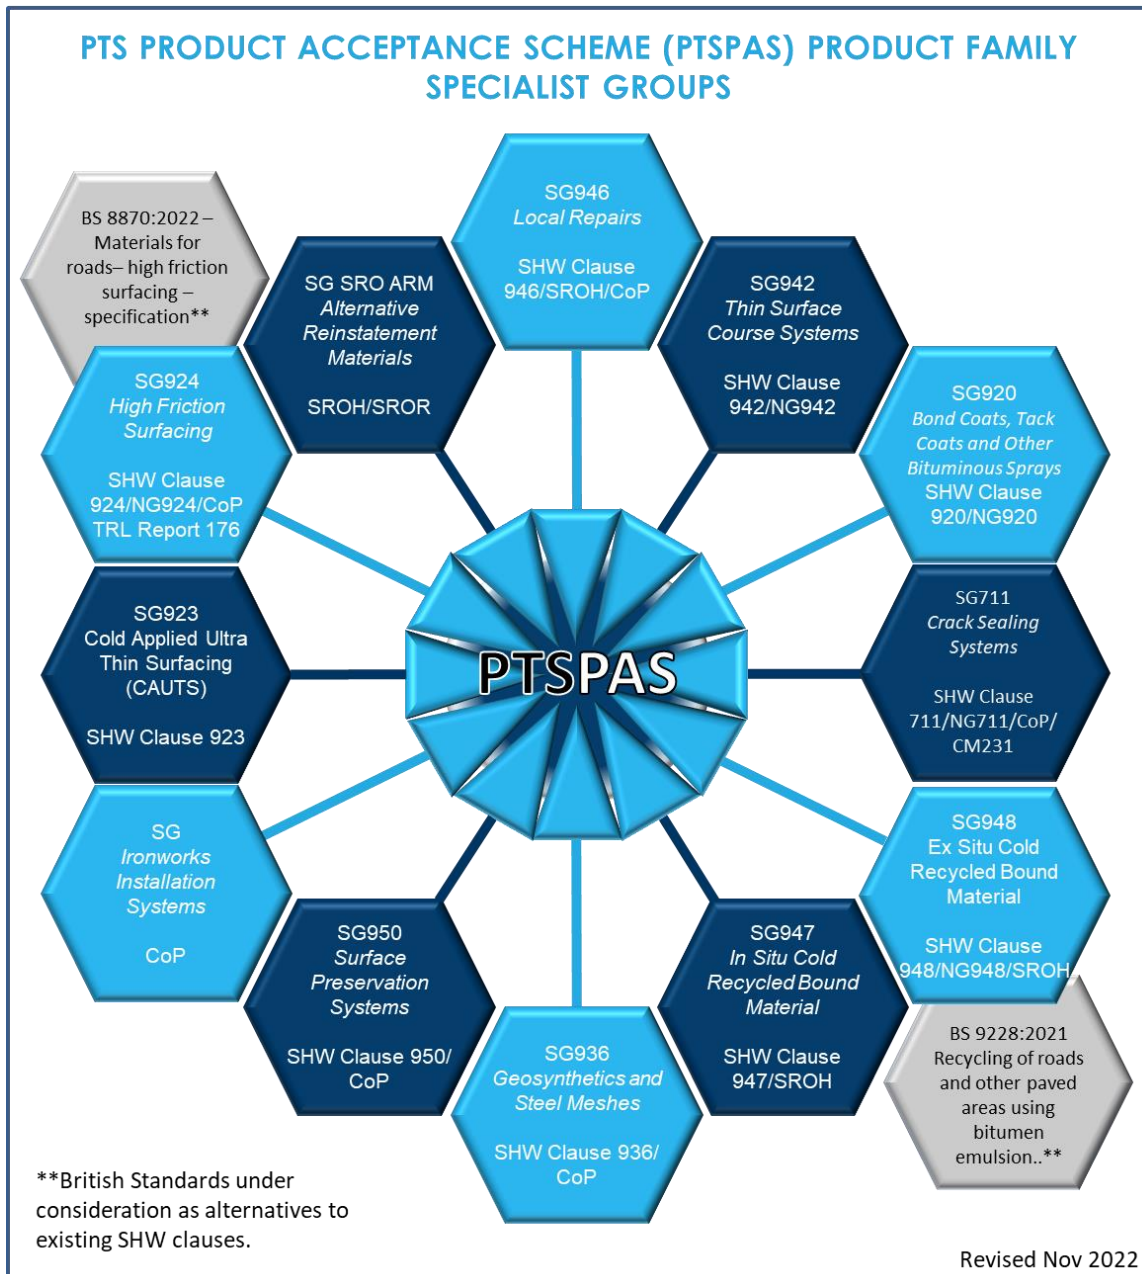 PTS PRODUCT ACCEPTANCE SCHEME (PTSPAS) PRODUCT FAMILY
SPECIALIST GROUPS
SG946
Local Repairs
SHW Clause
946/SROH/CoP
BS 8870:2022 –
Materials for
roads– high friction
surfacing –
specification**
SG SRO ARM
Alternative
Reinstatement
Materials
SROH/SROR
SG942
Thin Surface
Course Systems
SHW Clause
942/NG942
SG924
High Friction
Surfacing
SHW Clause
924/NG924/CoP
TRL Report 176
SG920
Bond Coats, Tack
Coats and Other
Bituminous Sprays
SHW Clause
920/NG920
SG923
Cold Applied Ultra
Thin Surfacing
(CAUTS)
SHW Clause 923
PTSPAS
SG711
Crack Sealing
Systems
SHW Clause
711/NG711/CoP/
CM231
SG
Ironworks
Installation
Systems
CoP
SG948
Ex Situ Cold
Recycled Bound
Material
SHW Clause
948/NG948/SROH
SG950
Surface
Preservation
Systems
SHW Clause 950/
CoP
SG947
In Situ Cold
Recycled Bound
Material
SHW Clause
947/SROH
SG936
Geosynthetics and
Steel Meshes
SHW Clause 936/
CoP
BS 9228:2021
Recycling of roads
and other paved
areas using
bitumen
emulsion..**
**British Standards under
consideration as alternatives to
existing SHW clauses.
Revised Nov 2022